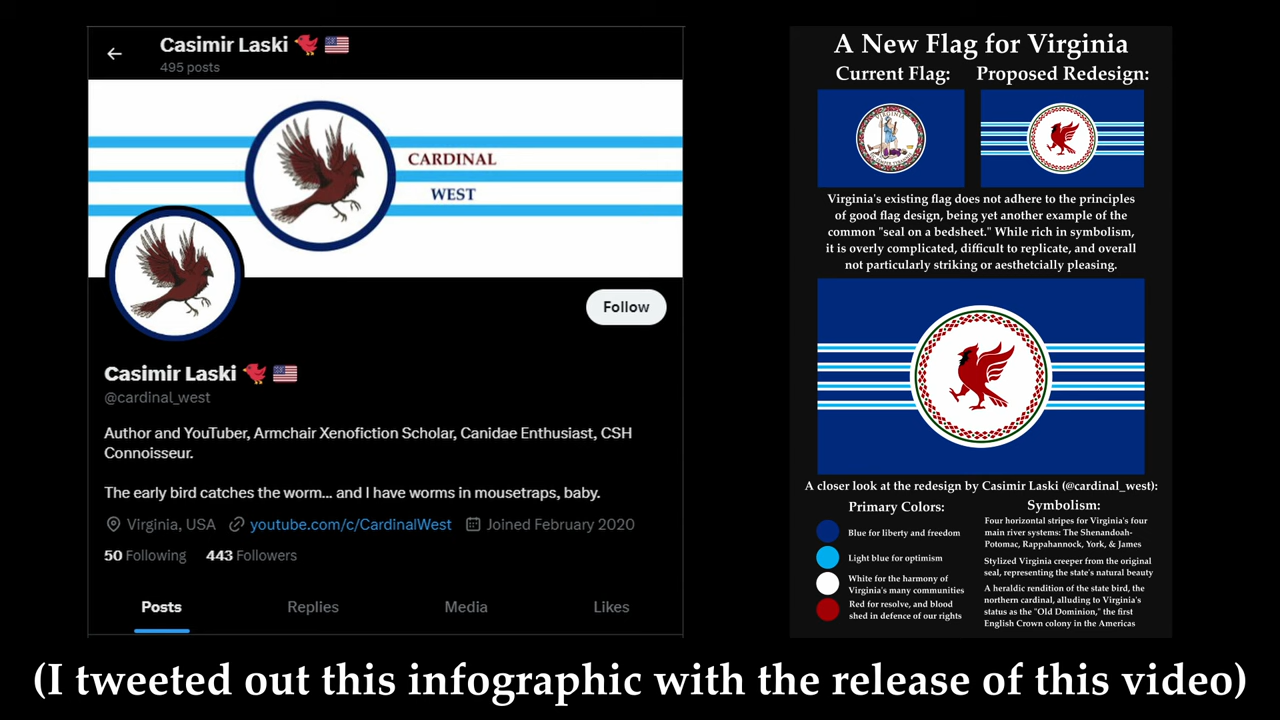 Casimir Laski
495 posts
CARDINAL
WEST
Follow
Casimir Laski
@cardinal_west
Author and YouTuber, Armchair Xenofiction Scholar, Canidae Enthusiast, CSH
Connoisseur.
The early bird catches the worm... and I have worms in mousetraps, baby.
Virginia, USA youtube.com/c/CardinalWest Joined February 2020
50 Following 443 Followers
Posts Replies Media Likes
A New Flag for Virginia
Current Flag: Proposed Redesign:
VIRGINIA
Virginia's existing flag does not adhere to the principles
of good flag design, being yet another example of the
common "seal on a bedsheet." While rich in symbolism,
it is overly complicated, difficult to replicate, and overall
not particularly striking or aesthetcially pleasing.
A closer look at the redesign by Casimir Laski (@cardinal_west):
Primary Colors:
Blue for liberty and freedom
Light blue for optimism
White for the harmony of
Virginia's many communities
Red for resolve, and blood
shed in defence of our rights
Symbolism:
Four horizontal stripes for Virginia's four
main river systems: The Shenandoah-
Potomac, Rappahannock, York, & James
Stylized Virginia creeper from the original
seal, representing the state's natural beauty
A heraldic rendition of the state bird, the
northern cardinal, alluding to Virginia's
status as the "Old Dominion," the first
English Crown colony in the Americas
(I tweeted out this infographic with the release of this video)